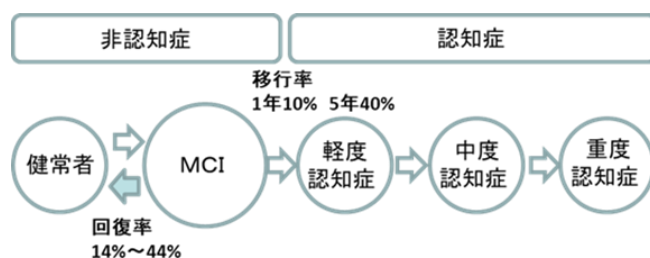 非認知症
認知症
移行率
1年10% 5年40%
健常者
MCI
軽度
認知症
中度
認知症
重度
認知症
回復率
14%～44%